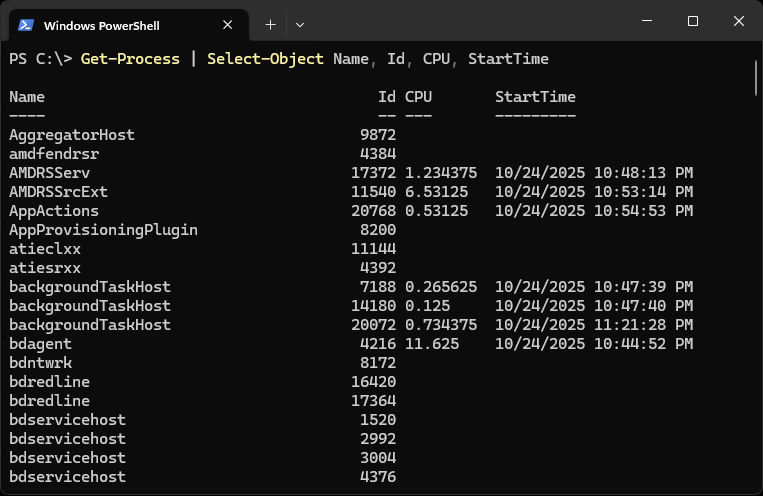 Windows PowerShell
PS C:\> Get-Process | Select-Object Name, Id, CPU, StartTime
Name Id CPU StartTime
---- -- --- ---------
AggregatorHost 9872
amdfendrsr 4384
AMDRSServ 17372 1.234375 10/24/2025 10:48:13 PM
AMDRSSrcExt 11540 6.53125 10/24/2025 10:53:14 PM
AppActions 20768 0.53125 10/24/2025 10:54:53 PM
AppProvisioningPlugin 8200
atieclxx 11144
atiesrxx 4392
backgroundTaskHost 7188 0.265625 10/24/2025 10:47:39 PM
backgroundTaskHost 14180 0.125 10/24/2025 10:47:40 PM
backgroundTaskHost 20072 0.734375 10/24/2025 11:21:28 PM
bdagent 4216 11.625 10/24/2025 10:44:52 PM
bdntwrk 8172
bdredline 16420
bdredline 17364
bdservicehost 1520
bdservicehost 2992
bdservicehost 3004
bdservicehost 4376